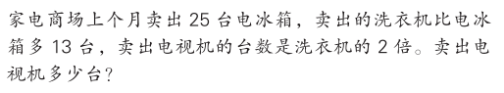 家电商场上个月卖出 25 台电冰箱，卖出的洗衣机比电冰
箱多 13 台，卖出电视机的台数是洗衣机的 2 倍。卖出电
视机多少台?